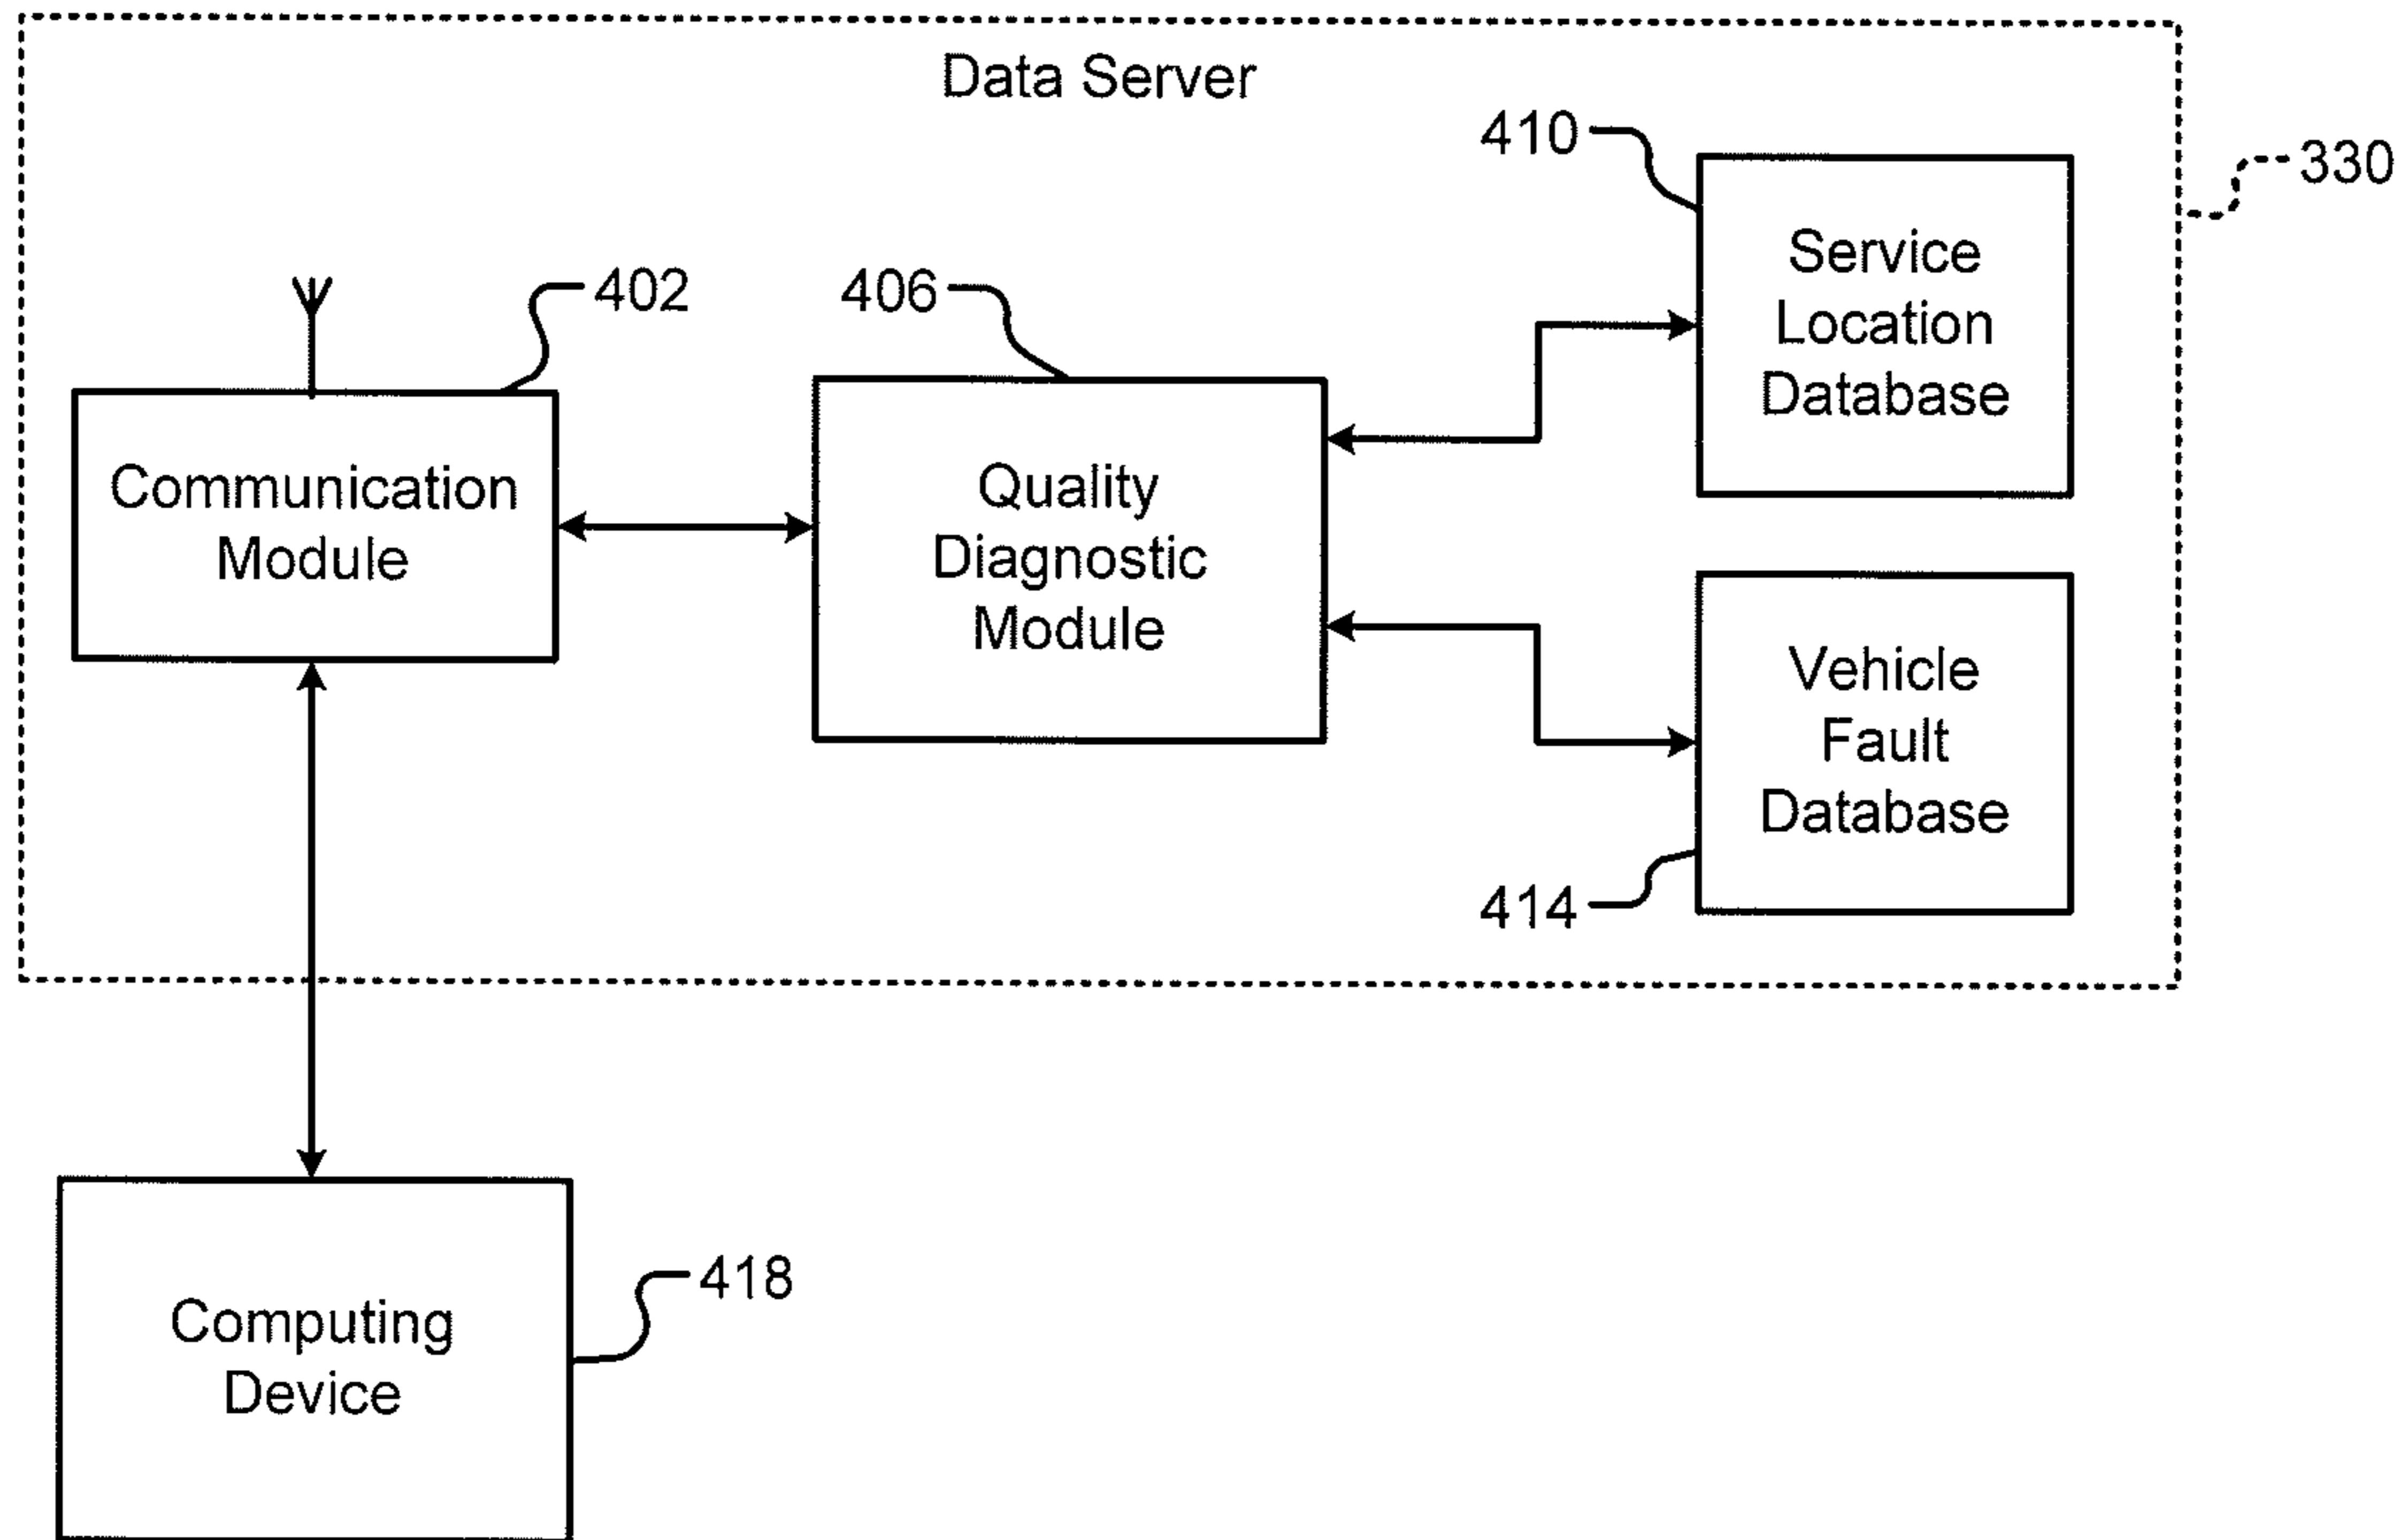 Data Server
410
330
Service
Location
Database
402
406
Communication
Module
Quality
Diagnostic
Module
Vehicle
Fault
Database
414
418
Computing
Device